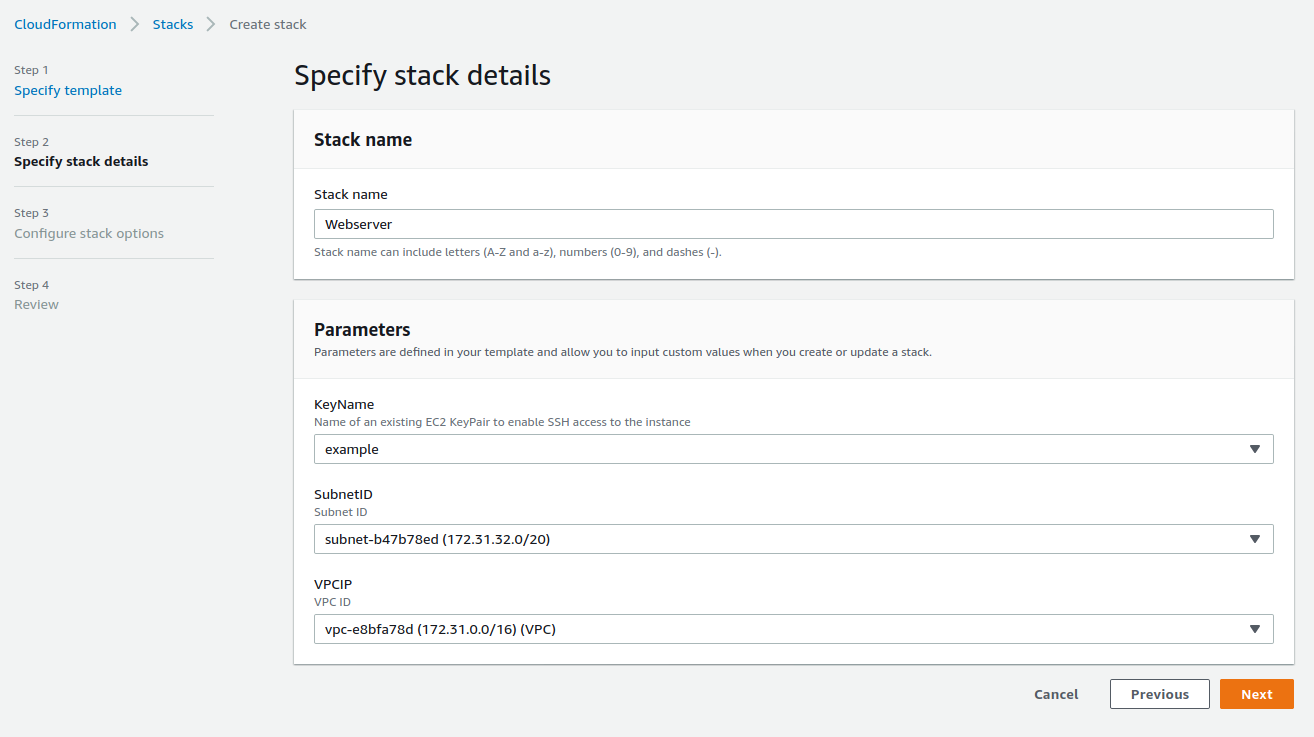 CloudFormation > Stacks > Create stack
Step 1
Specify template
Step 2
Specify stack details
Step 3
Configure stack options
Step 4
Review
Specify stack details
Stack name
Stack name
Webserver
Stack name can include letters (A-Z and a-z), numbers (0-9), and dashes (-).
Parameters
Parameters are defined in your template and allow you to input custom values when you create or update a stack.
KeyName
Name of an existing EC2 KeyPair to enable SSH access to the instance
example
SubnetID
Subnet ID
subnet-b47b78ed (172.31.32.0/20)
VPCIP
VPC ID
vpc-e8bfa78d (172.31.0.0/16) (VPC)
Cancel Previous Next